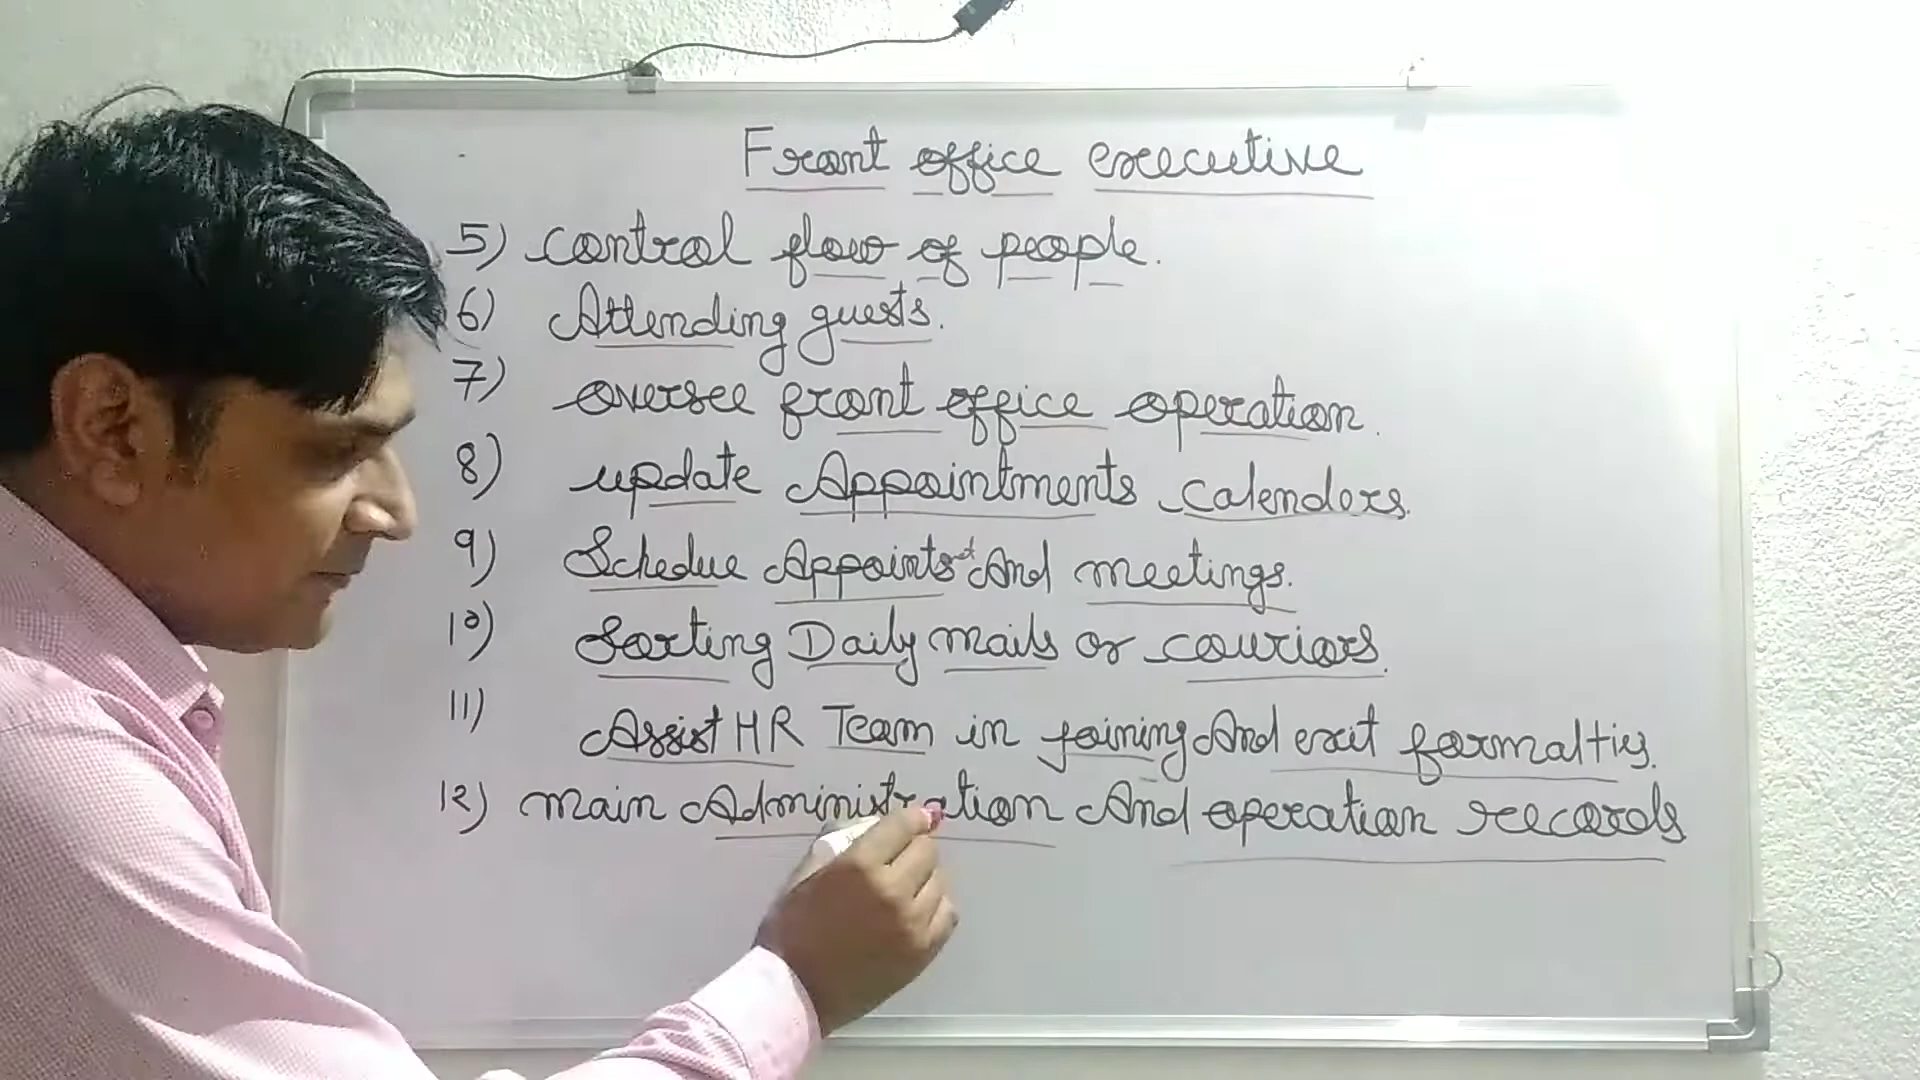 Front office executive
5) control flow of people.
6) Attending guests.
7) oversee front office operation.
8) update Appointments calenders.
9) Schedue Appoints And meetings.
10) Sorting Daily mails or couriors.
11) Assist HR Team in joining And exit formalties.
12) main Administration And operation records